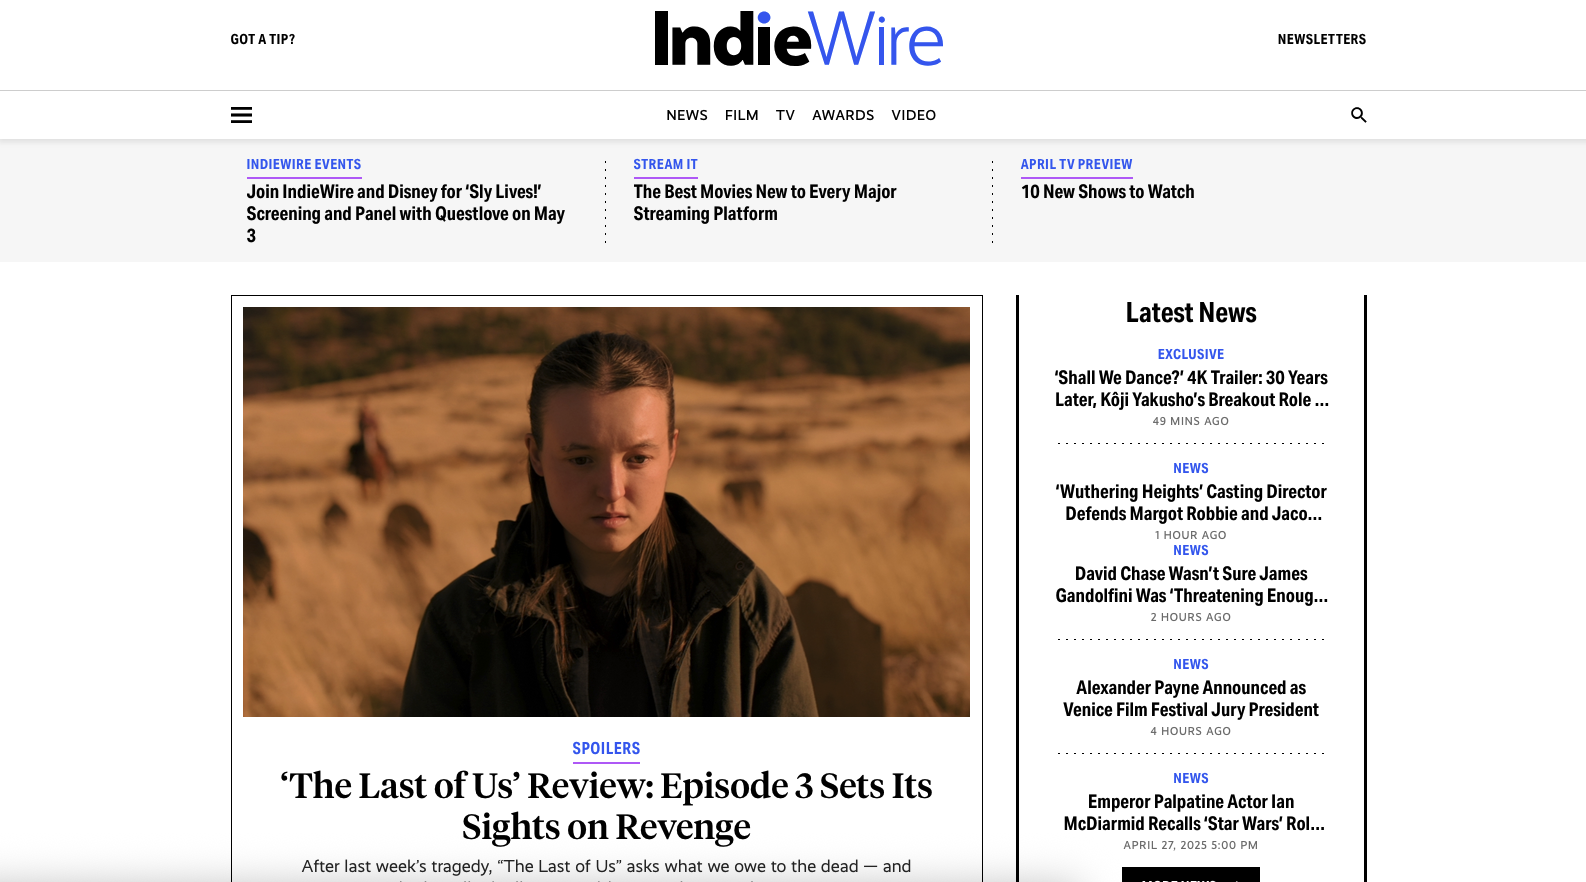 GOT A TIP?
IndieWire
NEWSLETTERS
NEWS FILM TV AWARDS VIDEO
INDIEWIRE EVENTS
Join IndieWire and Disney for ‘Sly Lives!’
Screening and Panel with Questlove on May
3
STREAM IT
The Best Movies New to Every Major
Streaming Platform
APRIL TV PREVIEW
10 New Shows to Watch
SPOILERS
‘The Last of Us’ Review: Episode 3 Sets Its
Sights on Revenge
After last week’s tragedy, “The Last of Us” asks what we owe to the dead — and
Latest News
EXCLUSIVE
‘Shall We Dance?’ 4K Trailer: 30 Years
Later, Kôji Yakusho’s Breakout Role ...
49 MINS AGO
NEWS
‘Wuthering Heights’ Casting Director
Defends Margot Robbie and Jaco...
1 HOUR AGO
NEWS
David Chase Wasn’t Sure James
Gandolfini Was ‘Threatening Enoug...
2 HOURS AGO
NEWS
Alexander Payne Announced as
Venice Film Festival Jury President
4 HOURS AGO
NEWS
Emperor Palpatine Actor Ian
McDiarmid Recalls ‘Star Wars’ Rol...
APRIL 27, 2025 5:00 PM